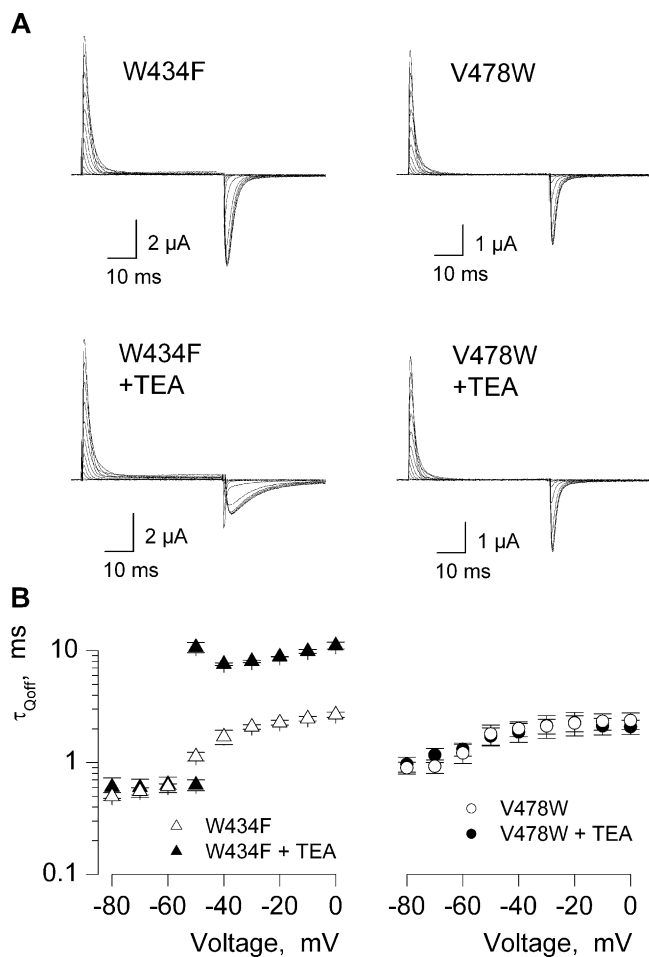 A
W434F
V478W
2 µA
10 ms
1 µA
10 ms
W434F
+TEA
V478W
+TEA
2 µA
10 ms
1 µA
10 ms
B
τQoff, ms
10
1
0.1
W434F
W434F + TEA
V478W
V478W + TEA
-80 -60 -40 -20 0
-80 -60 -40 -20 0
Voltage, mV
Voltage, mV